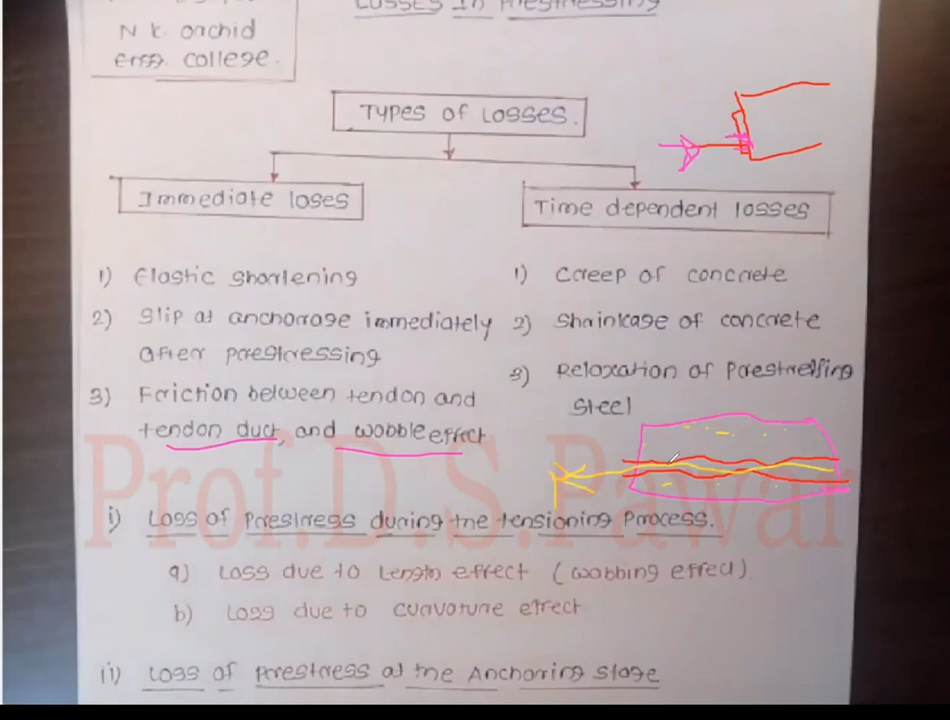 Losses in Prestressing
N K. orchid
Engg. college.
Types of Losses.
Immediate loses
Time dependent losses
1) Elastic shortening
2) Slip at anchorage immediately
after prestressing
3) Friction between tendon and
tendon duct, and wobble effect
1) Creep of concrete
2) Shrinkage of concrete
3) Relaxation of Prestressing
Steel
Prof.D.S.Pawar
i) Loss of Prestress during the tensioning Process.
a) Loss due to Length effect (wobbing effect)
b) Loss due to curvature effect
ii) Loss of Prestress at the Anchoring Stage